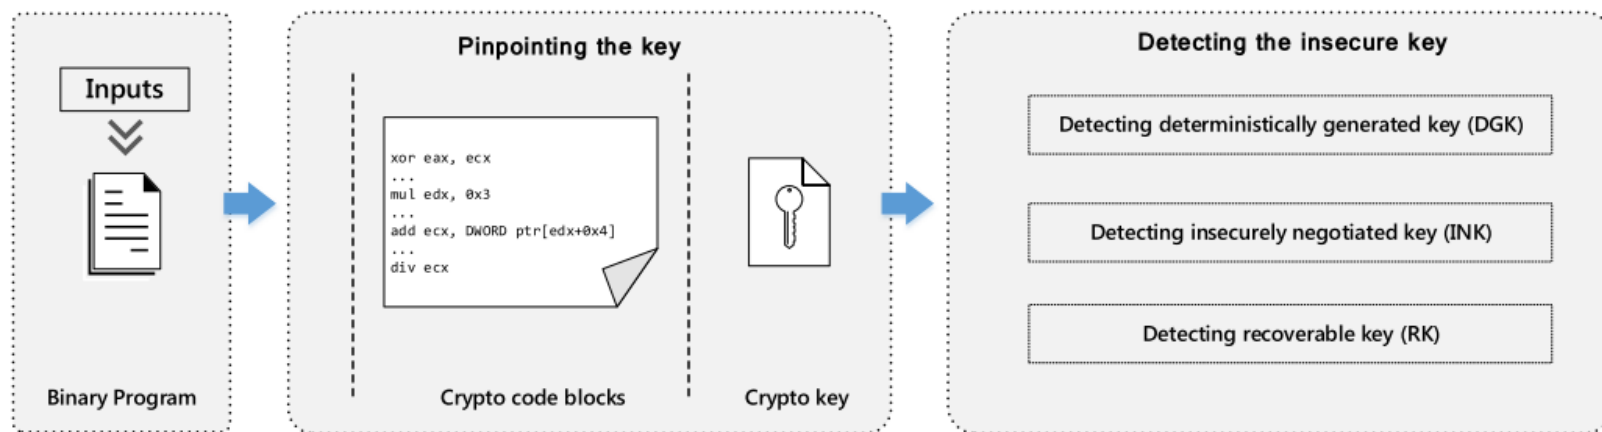 Inputs
Binary Program
Pinpointing the key
xor eax, ecx
...
mul edx, 0x3
...
add ecx, DWORD ptr[edx+0x4]
...
div ecx
Crypto code blocks
Crypto key
Detecting the insecure key
Detecting deterministically generated key (DGK)
Detecting insecurely negotiated key (INK)
Detecting recoverable key (RK)